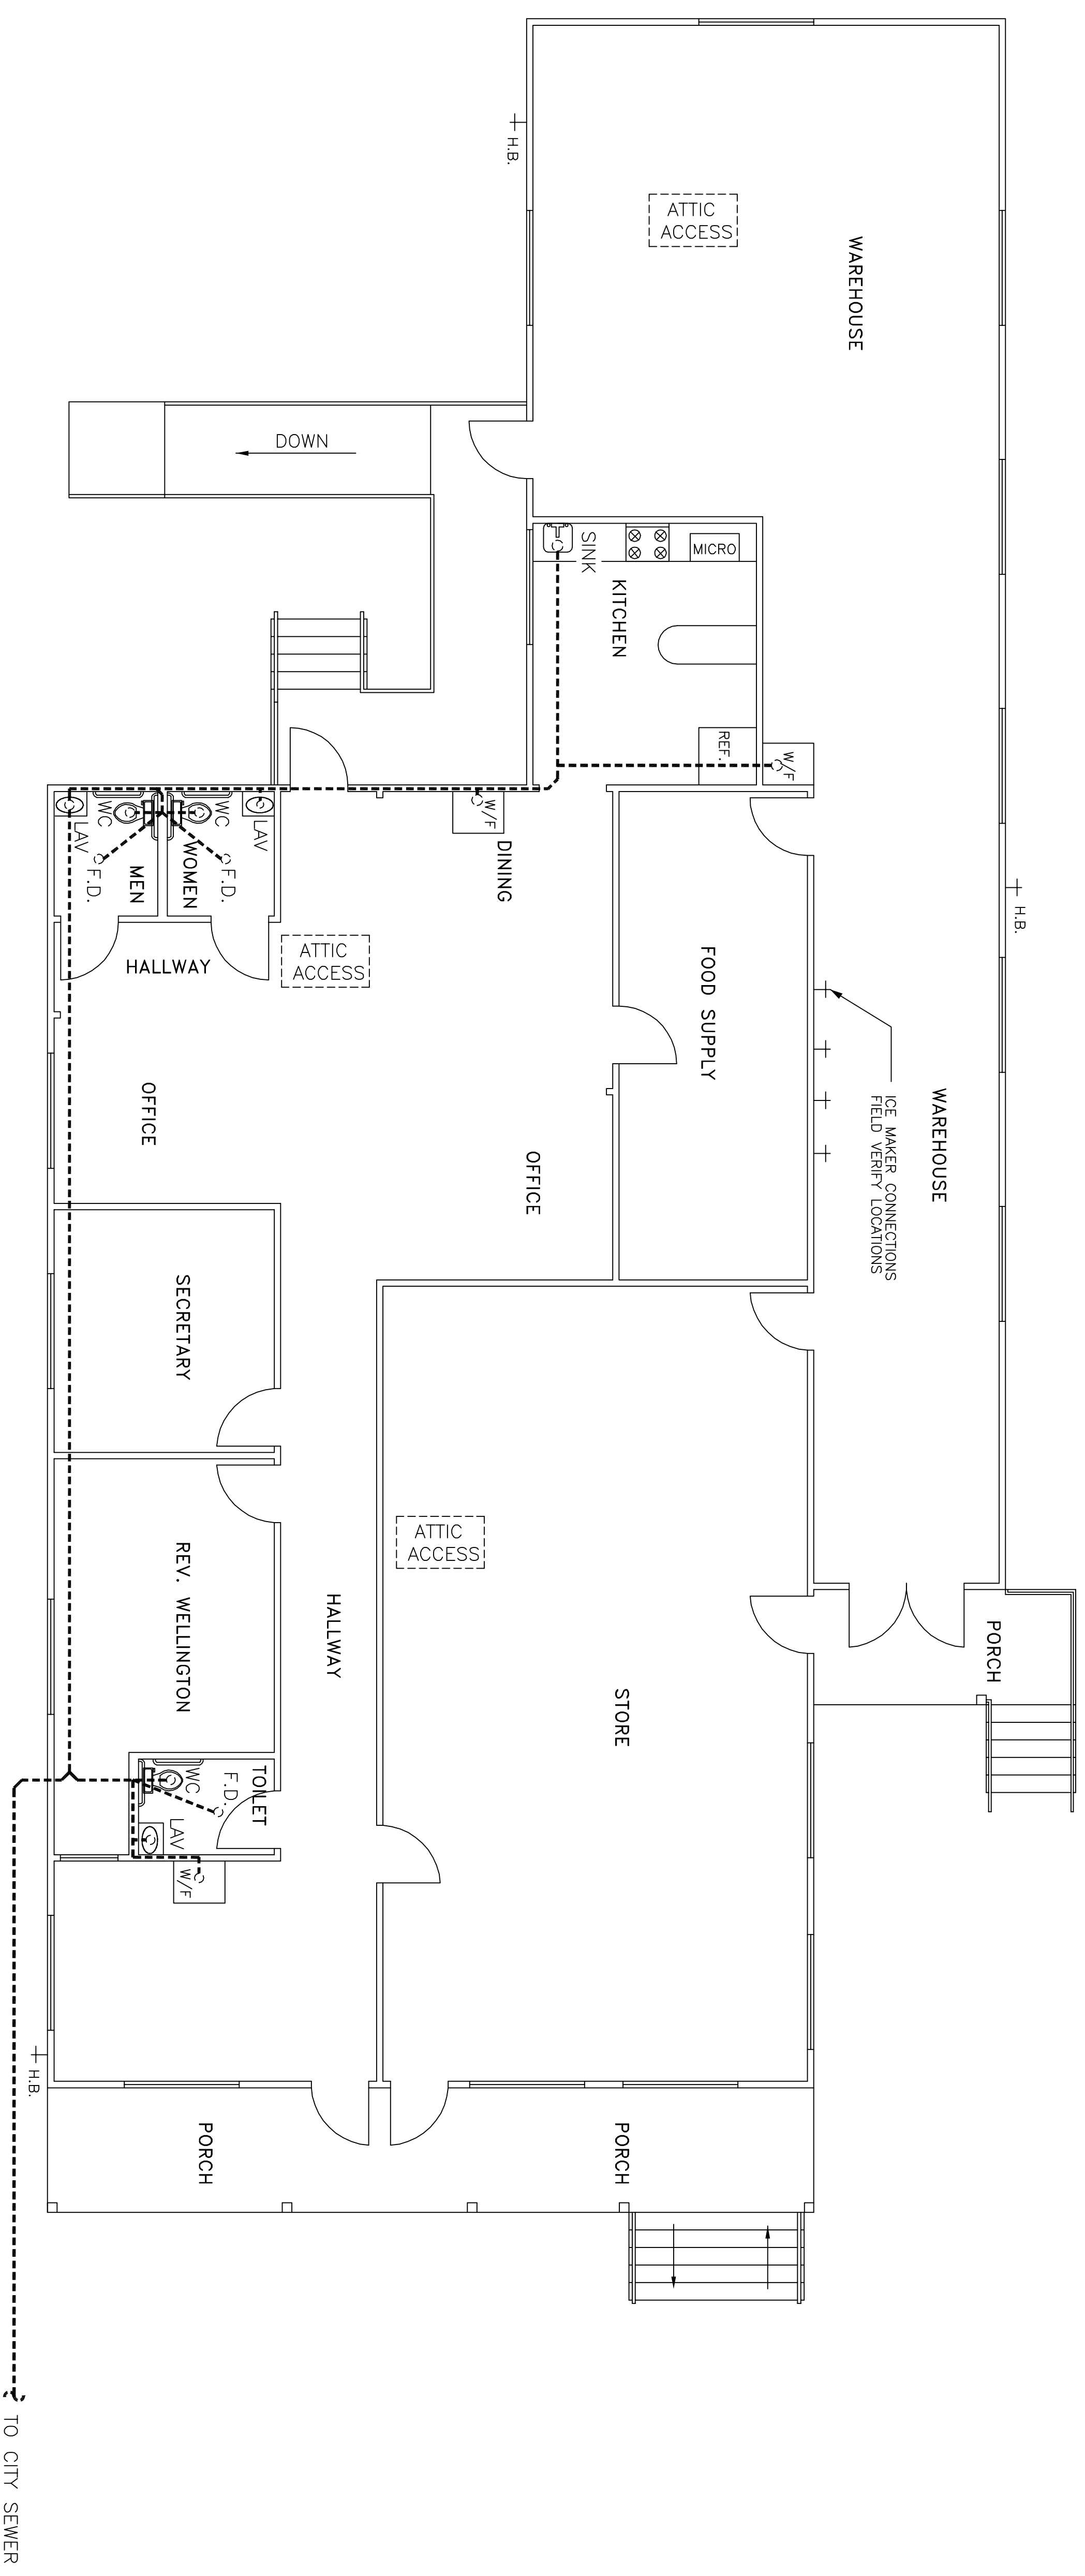 WAREHOUSE
ATTIC
ACCESS
H.B.
DOWN
MICRO
SINK
KITCHEN
REF.
W/F
W/F
DINING
LAV
WC
F.D.
WOMEN
WC
LAV
F.D.
MEN
HALLWAY
ATTIC
ACCESS
FOOD SUPPLY
H.B.
ICE MAKER CONNECTIONS
FIELD VERIFY LOCATIONS
WAREHOUSE
OFFICE
OFFICE
SECRETARY
REV. WELLINGTON
HALLWAY
ATTIC
ACCESS
STORE
PORCH
TOILET
F.D.
WC
LAV
W/F
H.B.
PORCH
PORCH
TO CITY SEWER